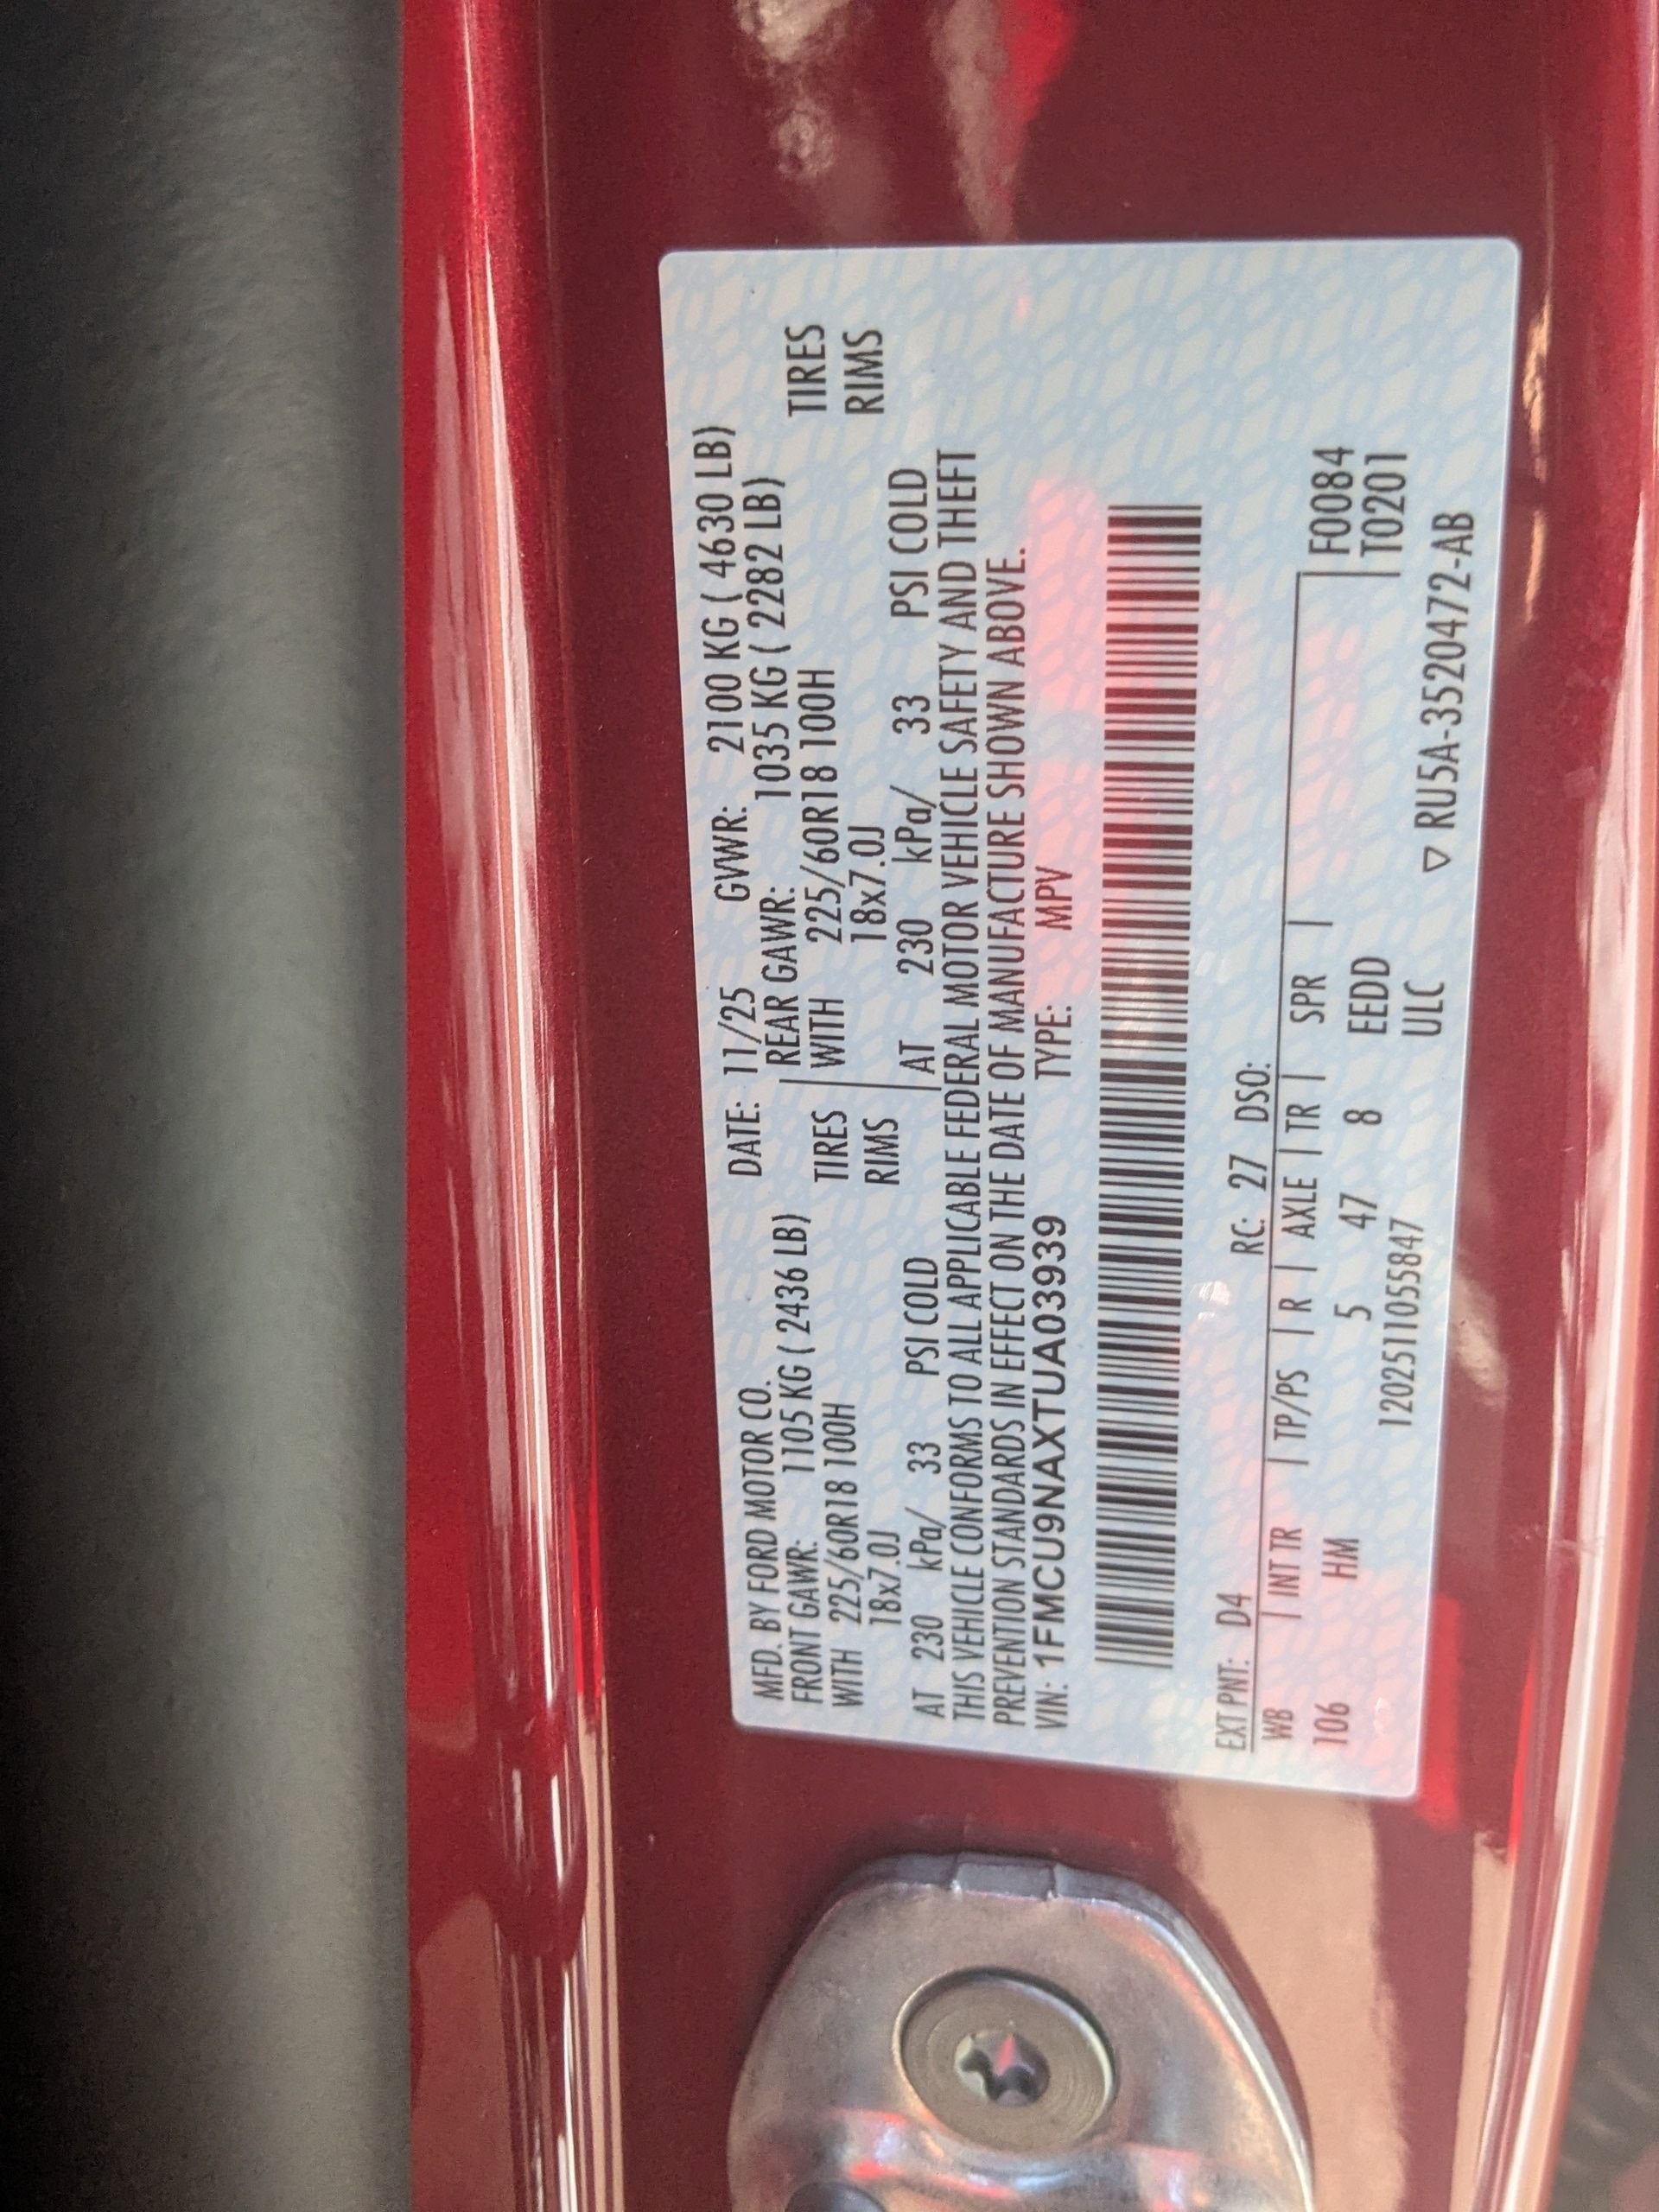 MFD. BY FORD MOTOR CO. DATE: 11/25 GVWR: 2100 KG ( 4630 LB)
FRONT GAWR: 1105 KG ( 2436 LB) REAR GAWR: 1035 KG ( 2282 LB)
WITH 225/60R18 100H TIRES WITH 225/60R18 100H TIRES
18x7.0J RIMS 18x7.0J RIMS
AT 230 kPa/ 33 PSI COLD AT 230 kPa/ 33 PSI COLD
THIS VEHICLE CONFORMS TO ALL APPLICABLE FEDERAL MOTOR VEHICLE SAFETY AND THEFT
PREVENTION STANDARDS IN EFFECT ON THE DATE OF MANUFACTURE SHOWN ABOVE.
VIN: 1FMCU9NAXTUA03939 TYPE: MPV
EXT PNT: D4 RC: 27 DSO:
WB | INT TR | TP/PS | R | AXLE | TR | SPR | F0084
106 HM 5 47 8 EEDD T0201
1202511055847 ULC
▽ RU5A-3520472-AB